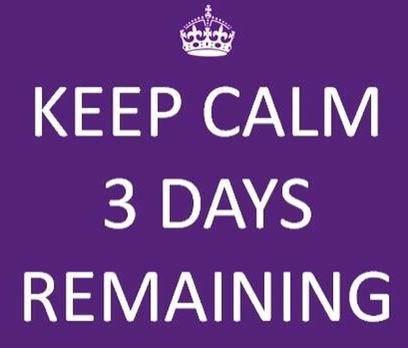 KEEP CALM
3 DAYS
REMAINING